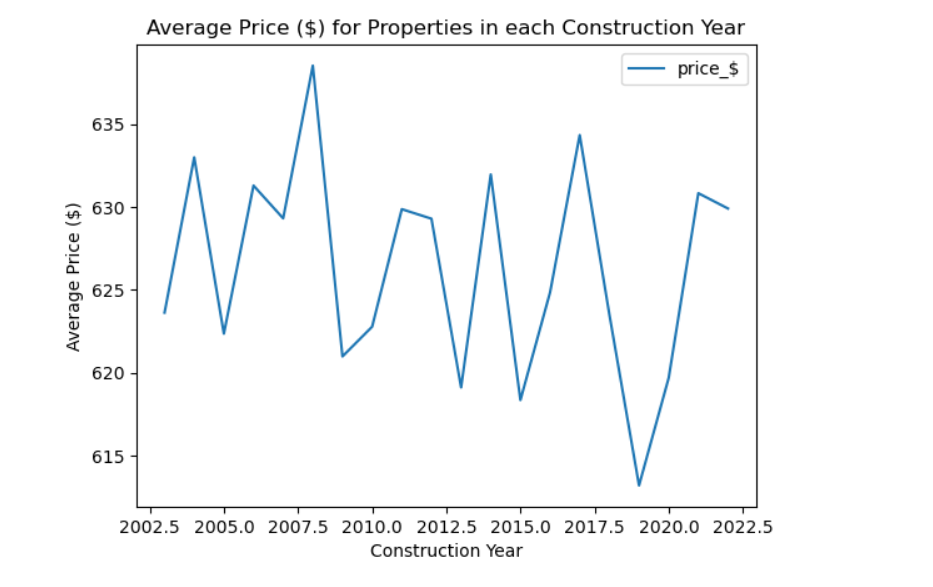 Average Price ($) for Properties in each Construction Year
price_$
635
630
625
620
615
Average Price ($)
2002.5 2005.0 2007.5 2010.0 2012.5 2015.0 2017.5 2020.0 2022.5
Construction Year